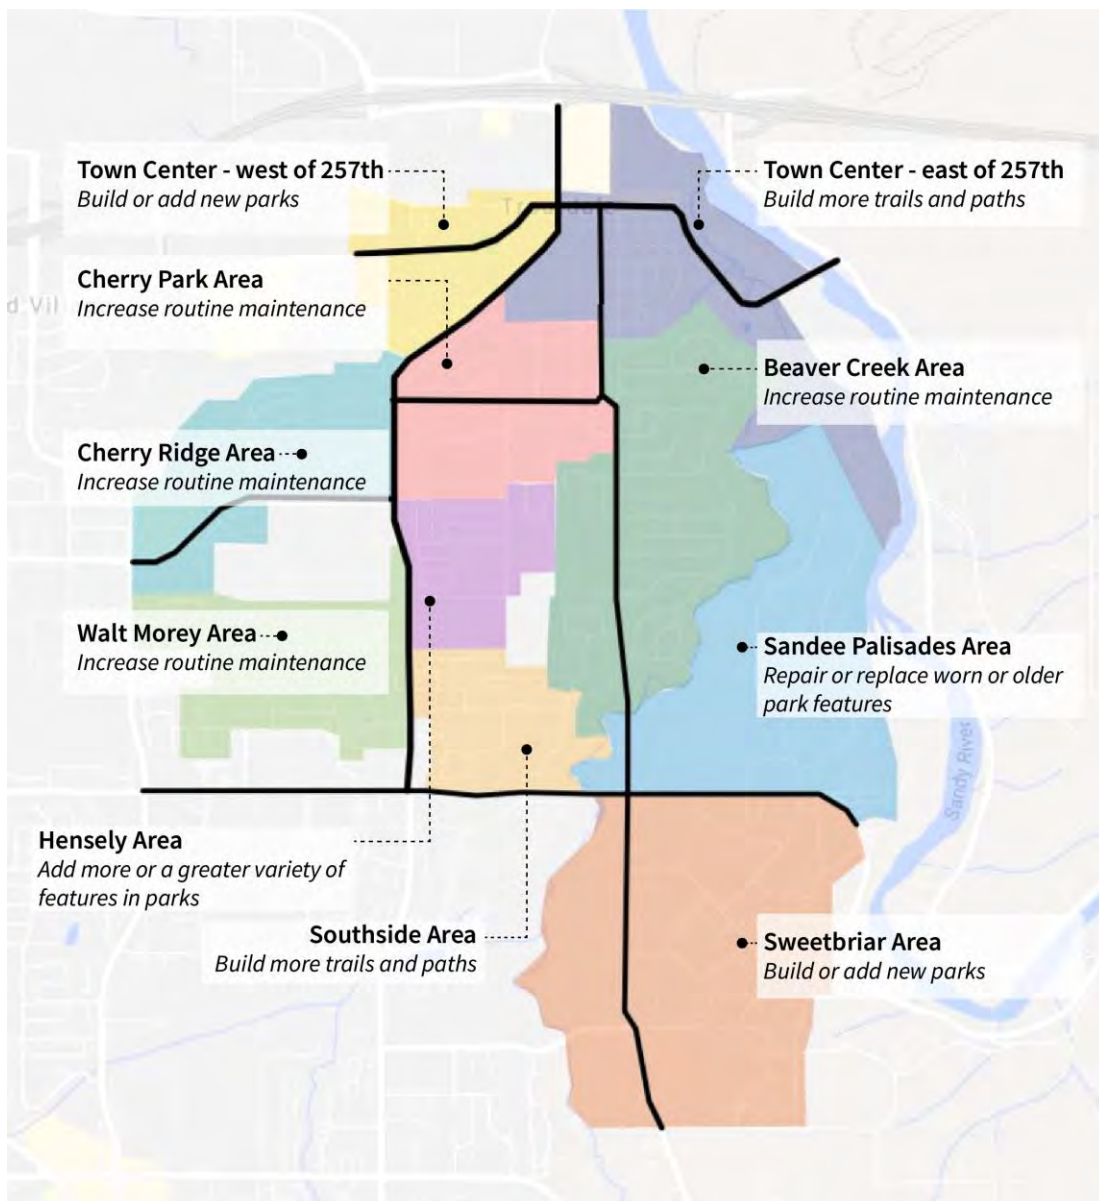 Town Center - west of 257th
Build or add new parks
Town Center - east of 257th
Build more trails and paths
Troutdale
Cherry Park Area
Increase routine maintenance
d Vil
Beaver Creek Area
Increase routine maintenance
Cherry Ridge Area
Increase routine maintenance
Walt Morey Area
Increase routine maintenance
Sandee Palisades Area
Repair or replace worn or older
park features
Sandy River
Hensely Area
Add more or a greater variety of
features in parks
Southside Area
Build more trails and paths
Sweetbriar Area
Build or add new parks